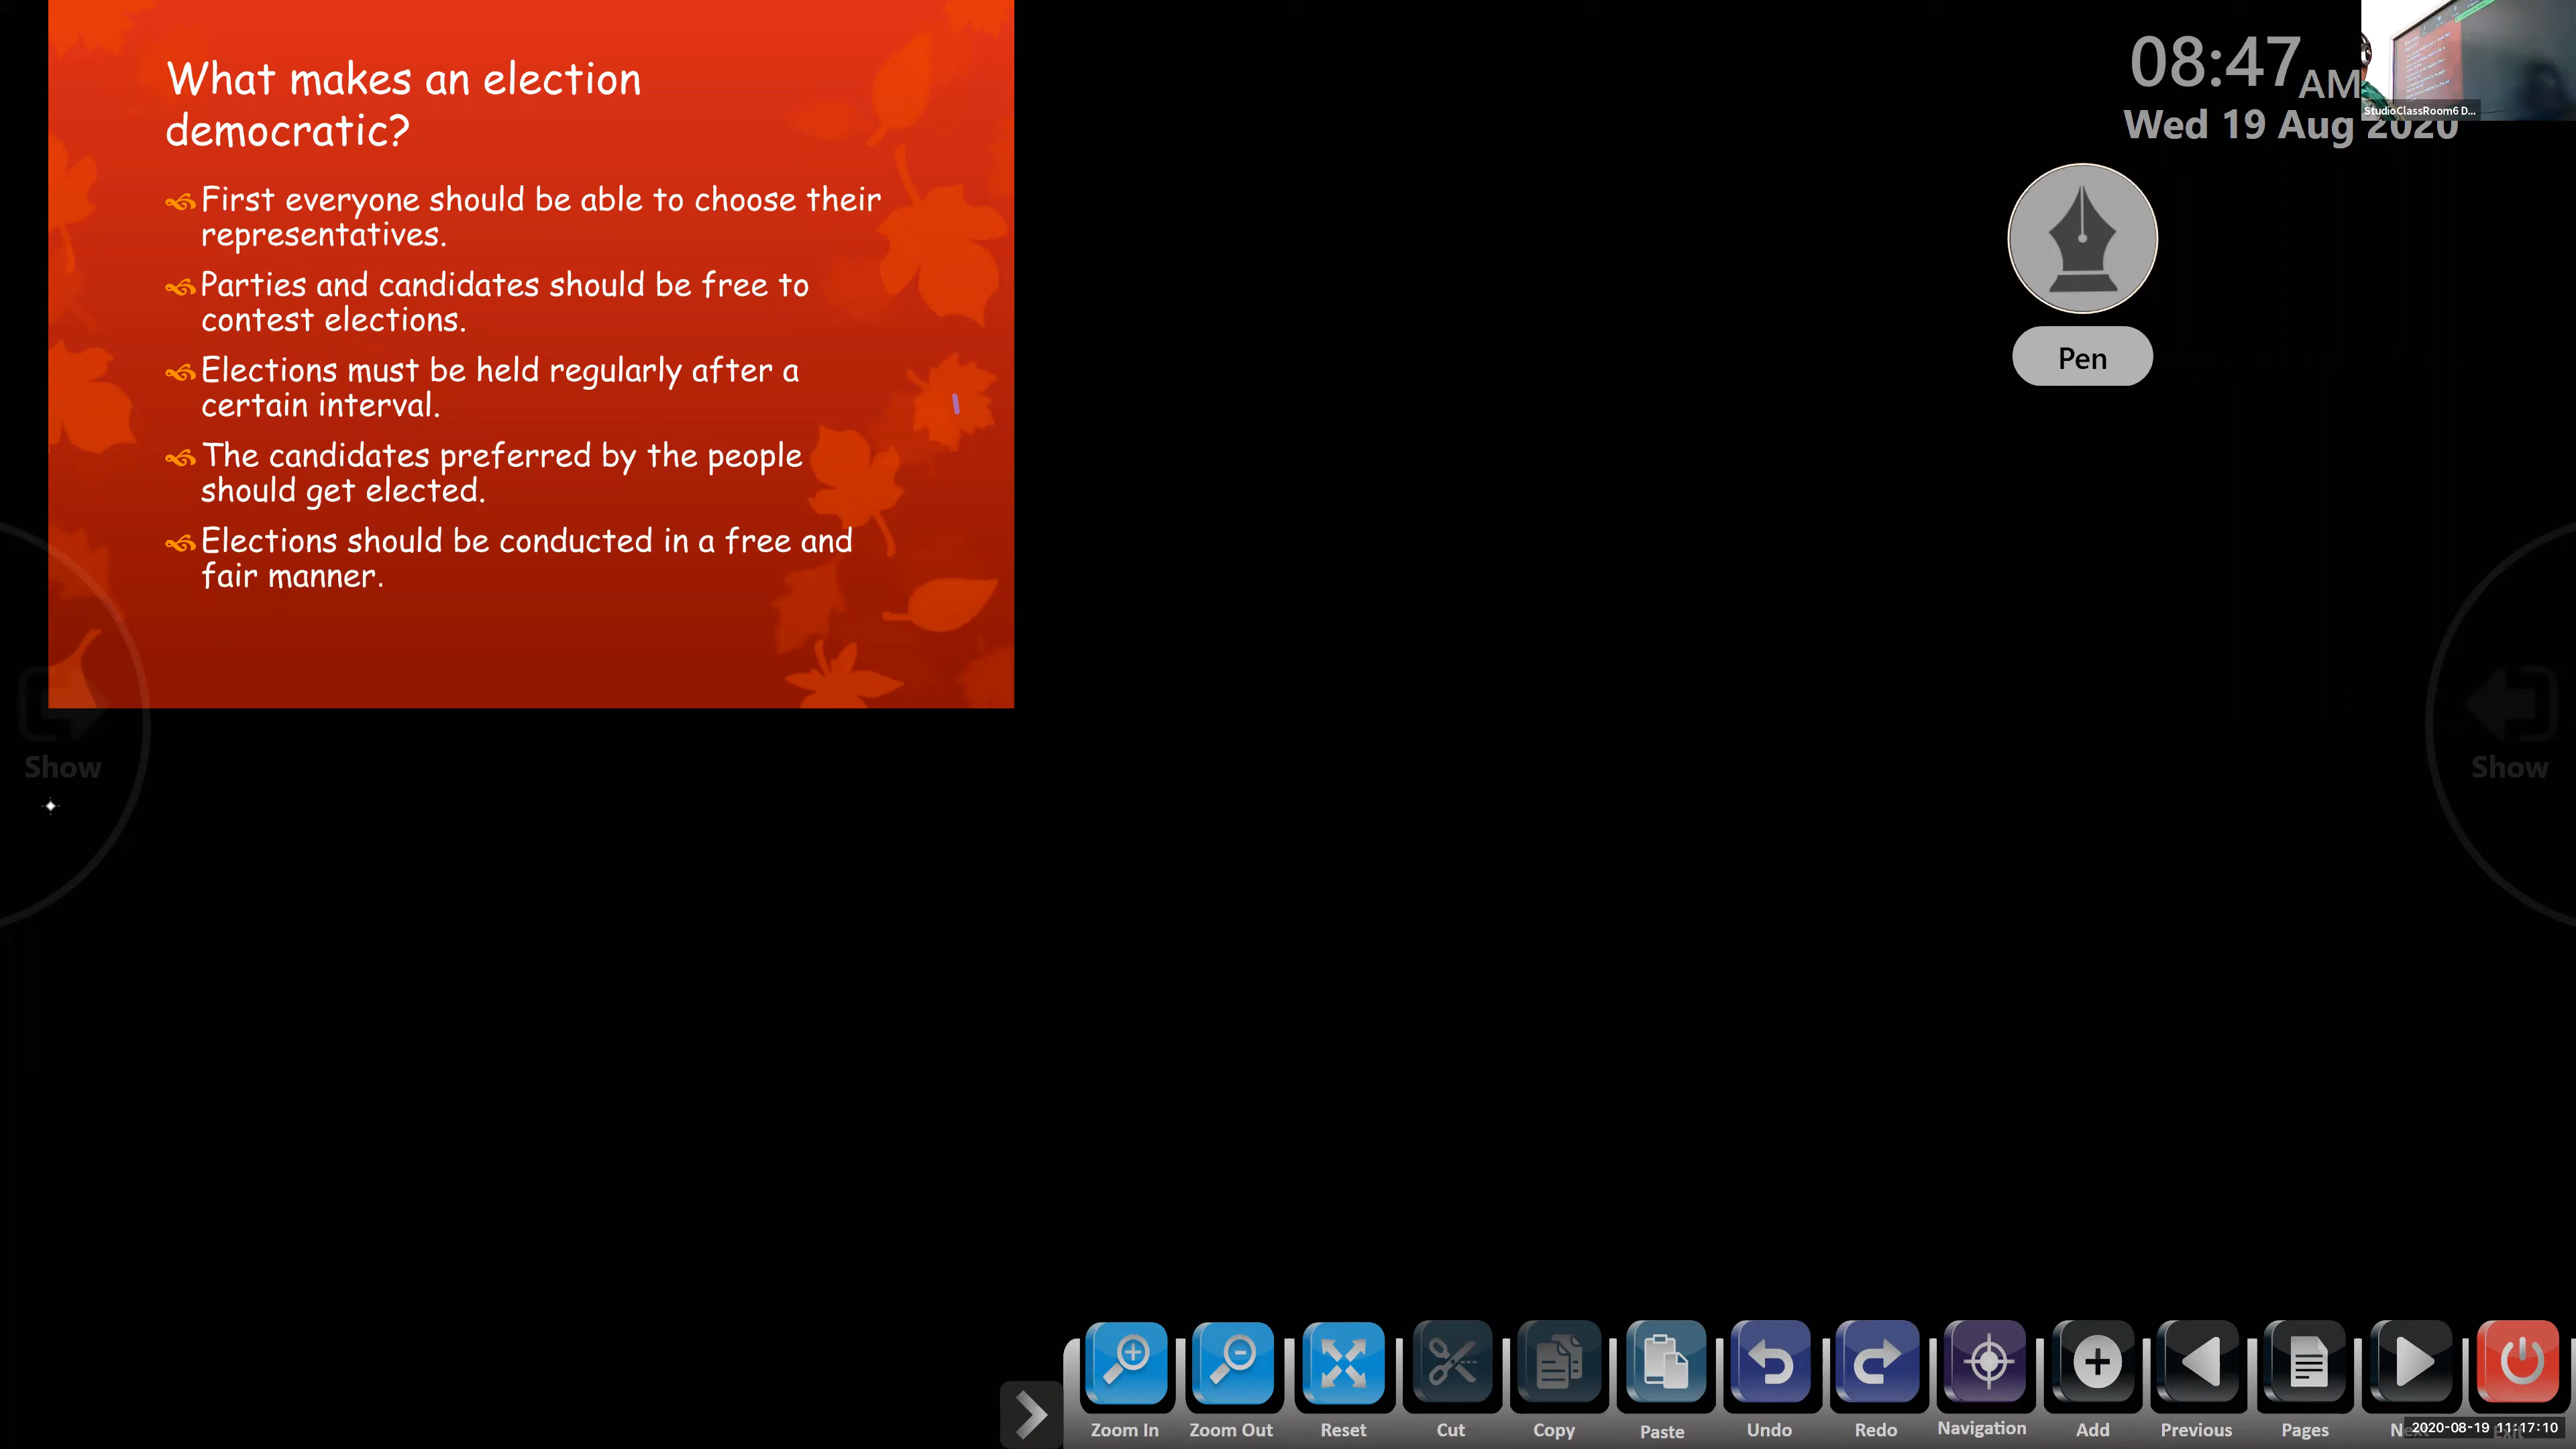 What makes an election
democratic?
First everyone should be able to choose their
representatives.
Parties and candidates should be free to
contest elections.
Elections must be held regularly after a
certain interval.
The candidates preferred by the people
should get elected.
Elections should be conducted in a free and
fair manner.
08:47 AM
Wed 19 Aug 2020
StudioClassRoom6 D...
Pen
Show
Show
Zoom In Zoom Out Reset Cut Copy Paste Undo Redo Navigation Add Previous Pages
2020-08-19 11:17:10